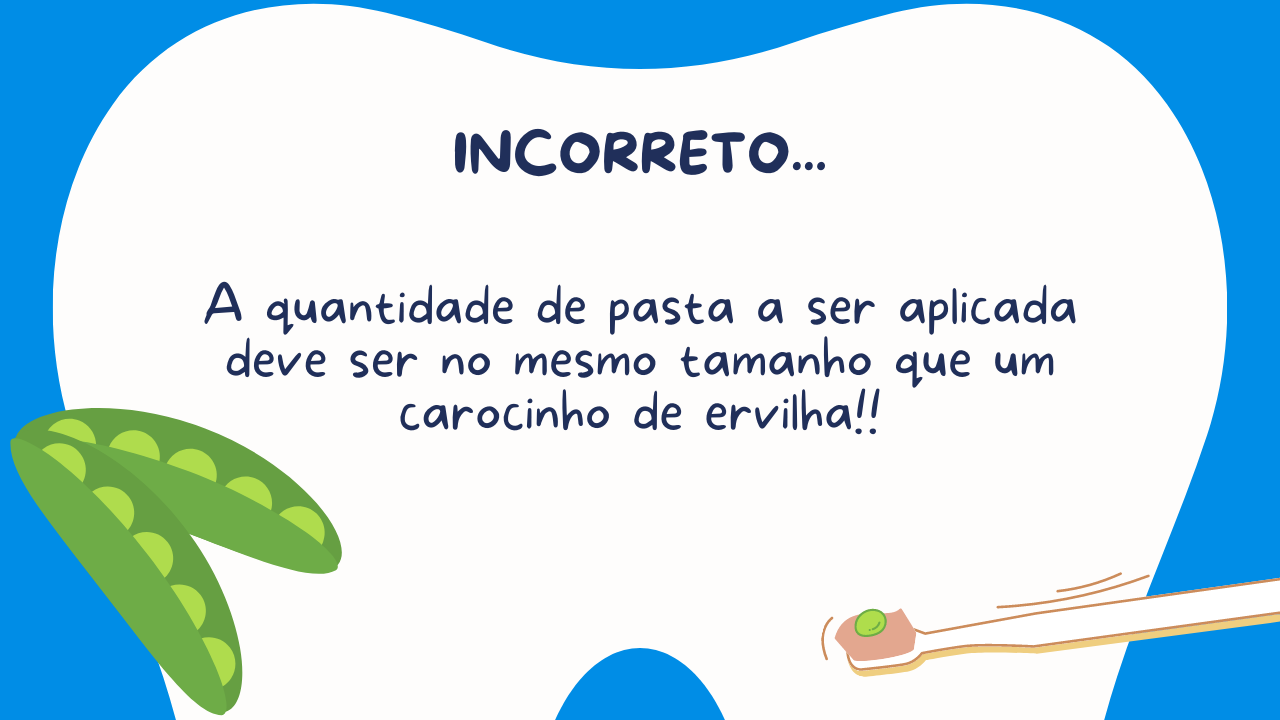 INCORRETO...
A quantidade de pasta a ser aplicada
deve ser no mesmo tamanho que um
carocinho de ervilha!!